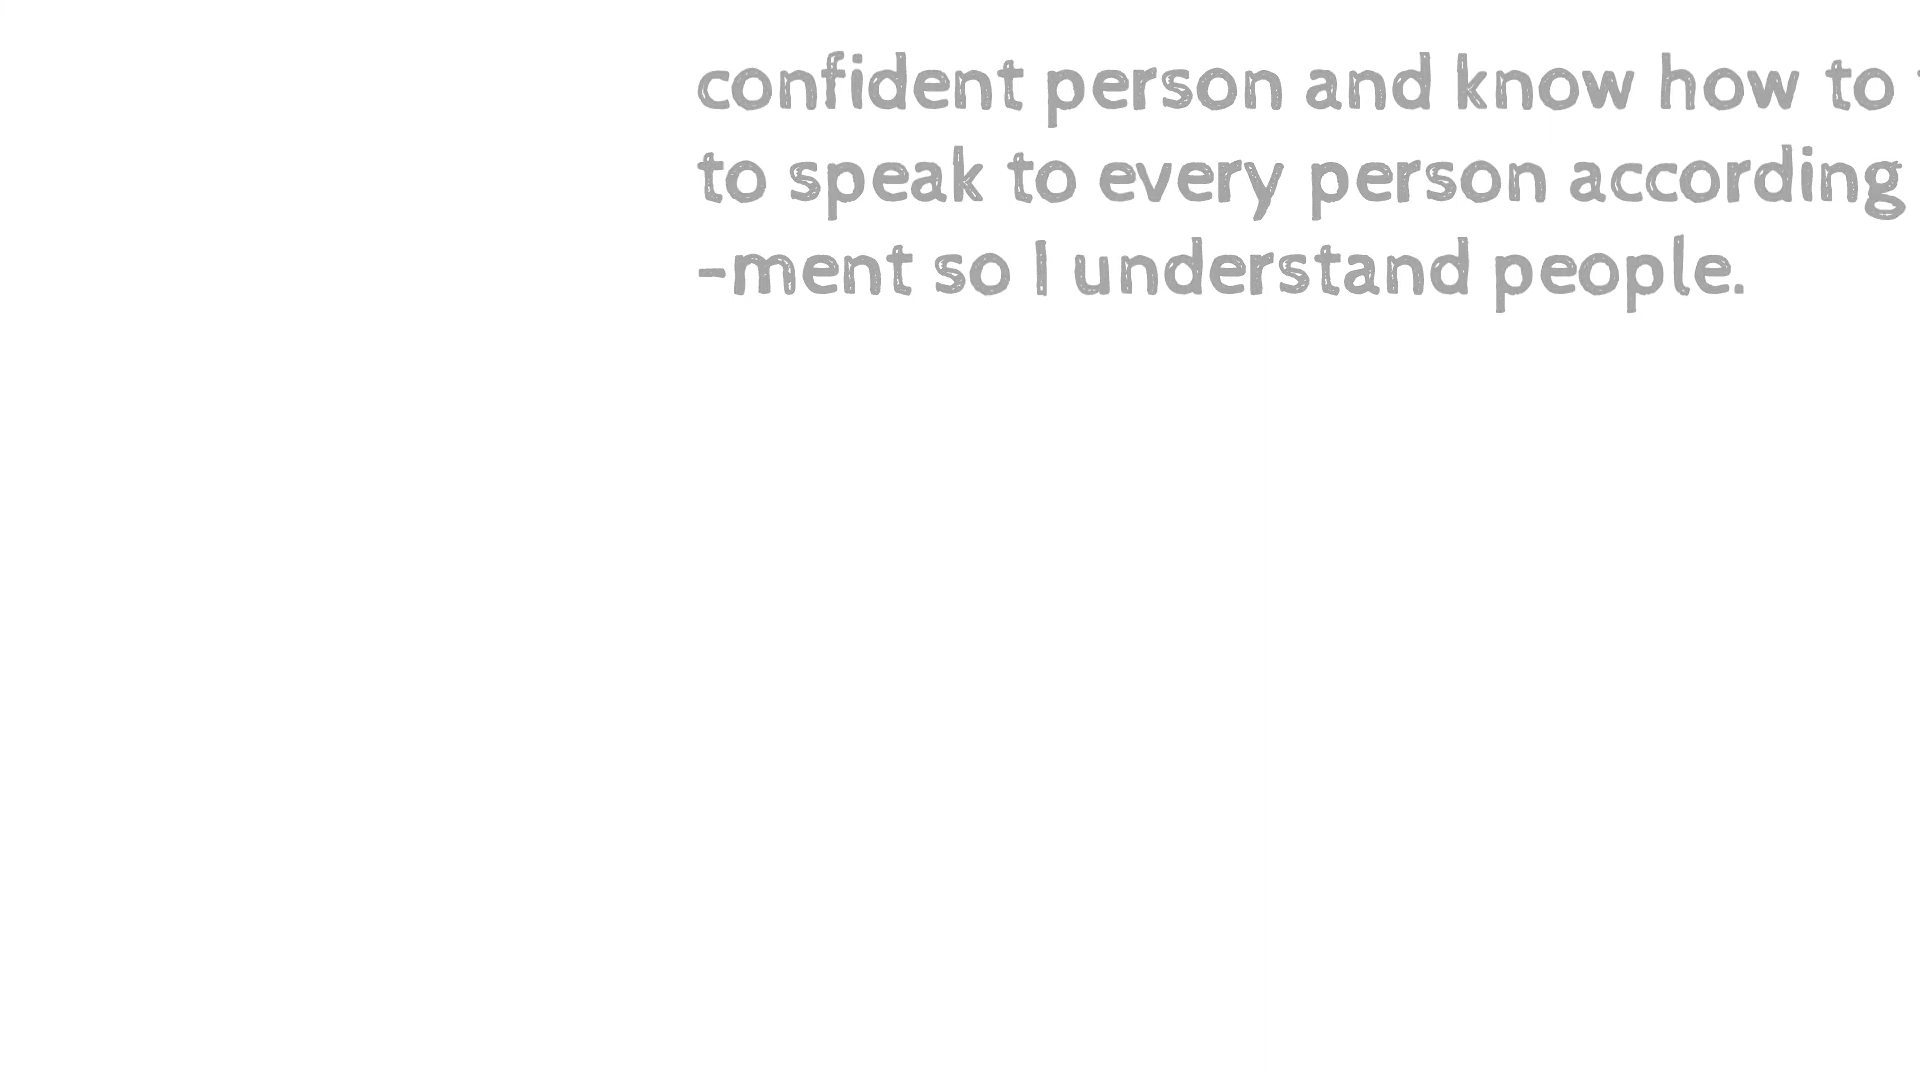 confident person and know how to
to speak to every person according
-ment so I understand people.